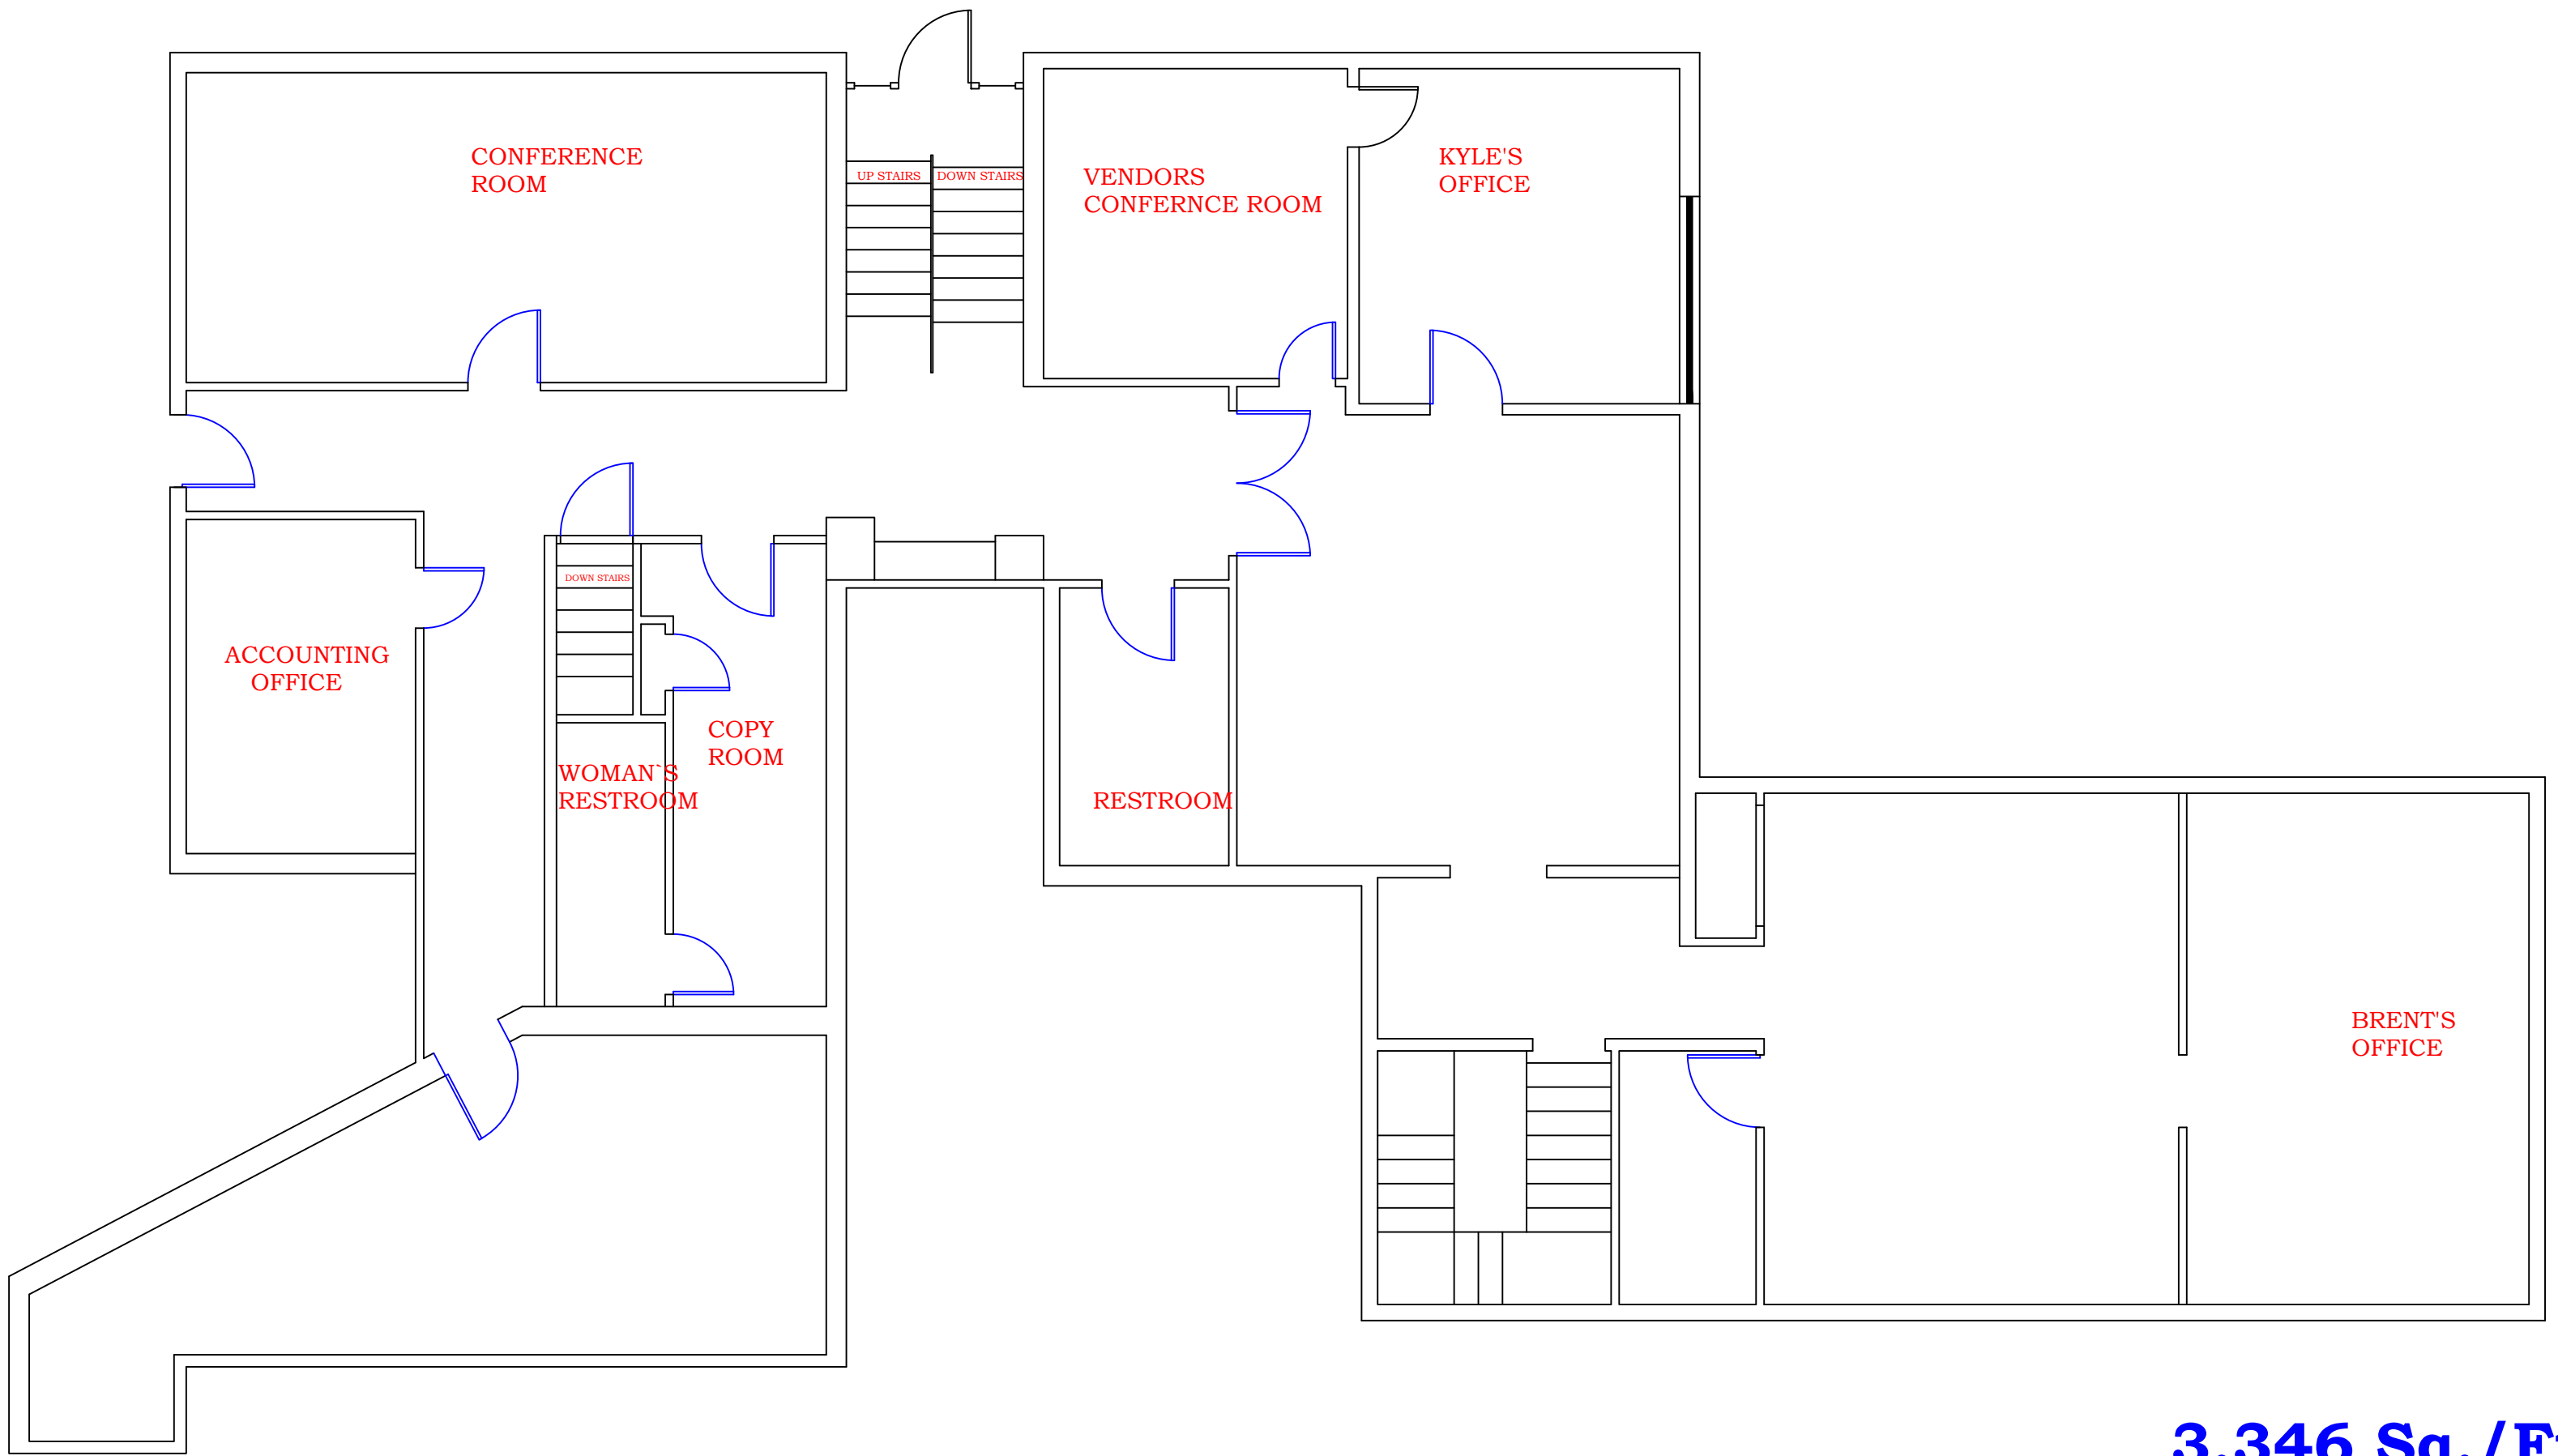 CONFERENCE
ROOM
UP STAIRS
DOWN STAIRS
VENDORS
CONFERNCE ROOM
KYLE'S
OFFICE
DOWN STAIRS
ACCOUNTING
OFFICE
COPY
ROOM
WOMAN`S
RESTROOM
RESTROOM
BRENT'S
OFFICE
3,346 Sq./F